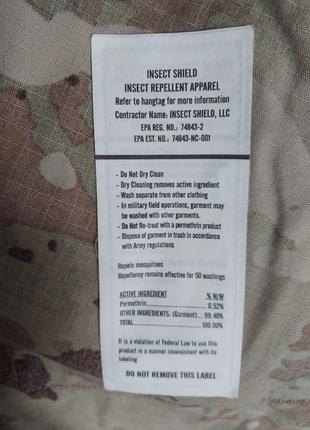 INSECT SHIELD
INSECT REPELLENT APPAREL
Refer to hangtag for more information
Contractor Name: INSECT SHIELD, LLC
EPA REG. NO.: 74843-2
EPA EST. NO.: 74843-NC-001
- Do Not Dry Clean
- Dry Cleaning removes active ingredient
- Wash separate from other clothing
- In military field operations, garment may
be washed with other garments.
- Do Not Re-treat with a permethrin product
- Dispose of garment in accordance
with Army regulations
Repels mosquitoes
Repellency remains effective for 50 washings
ACTIVE INGREDIENT % W/W
Permethrin 0.52%
OTHER INGREDIENTS. (Garment) 99.48%
TOTAL 100.00%
It is a violation of Federal Law to use this
product in a manner inconsistent with its
labeling
DO NOT REMOVE THIS LABEL